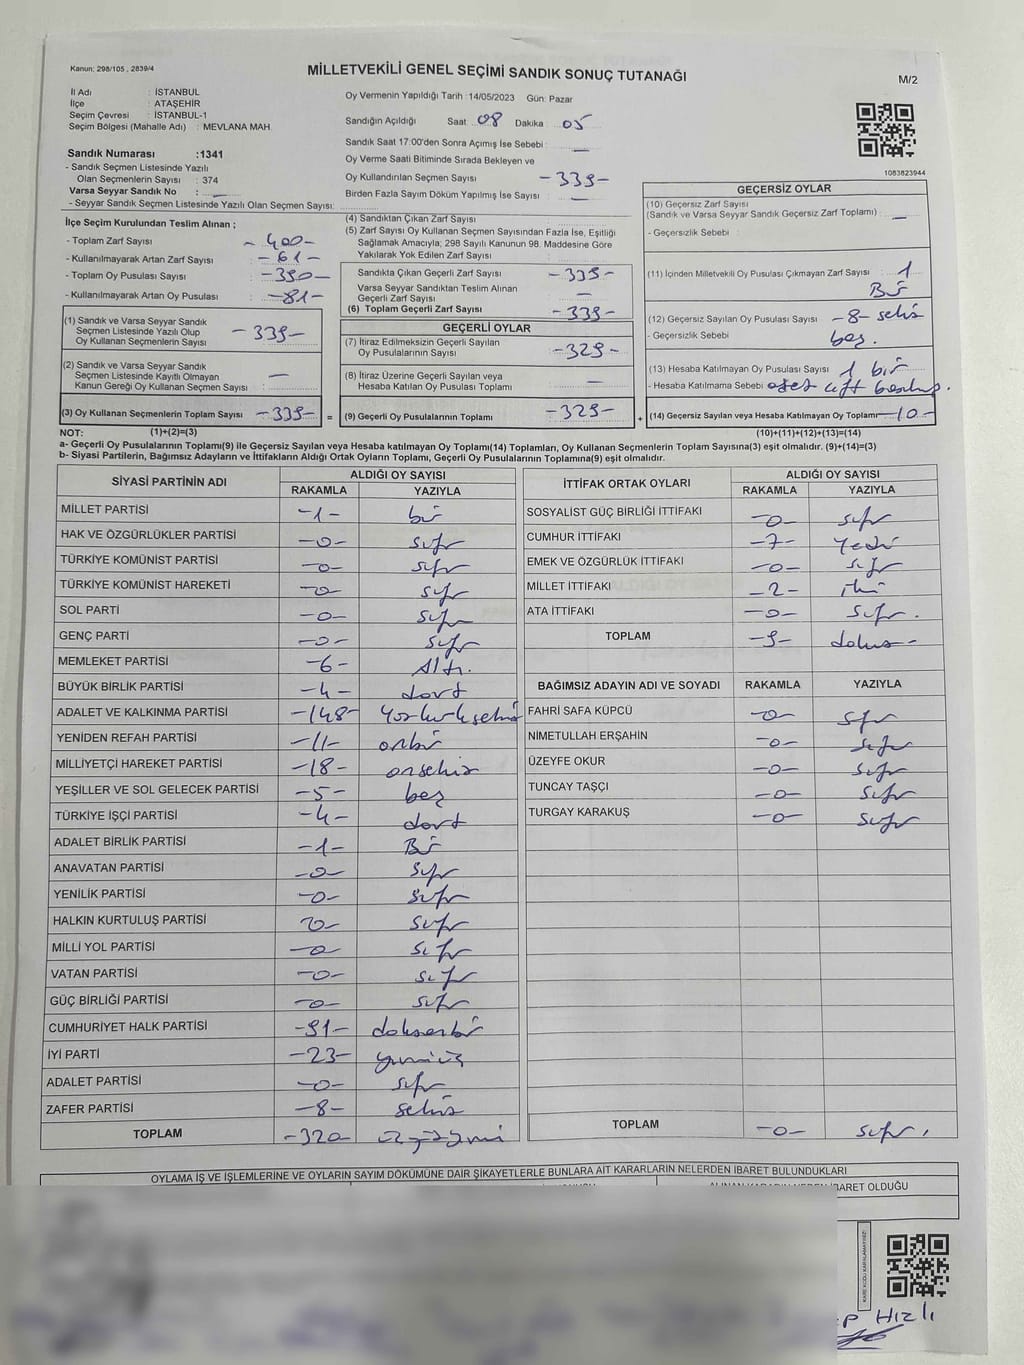 Kanun: 298/105 , 2839/4
MİLLETVEKİLİ GENEL SEÇİMİ SANDIK SONUÇ TUTANAĞI
M/2
İl Adı : İSTANBUL
İlçe : ATAŞEHİR
Seçim Çevresi : İSTANBUL-1
Seçim Bölgesi (Mahalle Adı) : MEVLANA MAH.
Sandık Numarası :1341
- Sandık Seçmen Listesinde Yazılı
Olan Seçmenlerin Sayısı : 374
Varsa Seyyar Sandık No :
- Seyyar Sandık Seçmen Listesinde Yazılı Olan Seçmen Sayısı:
Oy Vermenin Yapıldığı Tarih :14/05/2023 Gün: Pazar
Sandığın Açıldığı Saat 08 Dakika 05
Sandık Saat 17:00'den Sonra Açımış İse Sebebi : —
Oy Verme Saati Bitiminde Sırada Bekleyen ve
Oy Kullandırılan Seçmen Sayısı -339-
Birden Fazla Sayım Döküm Yapılmış İse Sayısı : —
1083823944
İlçe Seçim Kurulundan Teslim Alınan ;
- Toplam Zarf Sayısı - 400 -
- Kullanılmayarak Artan Zarf Sayısı - 61 -
- Toplam Oy Pusulası Sayısı -390-
- Kullanılmayarak Artan Oy Pusulası -81-
(1) Sandık ve Varsa Seyyar Sandık
Seçmen Listesinde Yazılı Olup
Oy Kullanan Seçmenlerin Sayısı -339-
(2) Sandık ve Varsa Seyyar Sandık
Seçmen Listesinde Kayıtlı Olmayan
Kanun Gereği Oy Kullanan Seçmen Sayısı : —
(3) Oy Kullanan Seçmenlerin Toplam Sayısı -339- =
(4) Sandıktan Çıkan Zarf Sayısı :
(5) Zarf Sayısı Oy Kullanan Seçmen Sayısından Fazla İse, Eşitliği
Sağlamak Amacıyla; 298 Sayılı Kanunun 98. Maddesine Göre
Yakılarak Yok Edilen Zarf Sayısı:
Sandıkta Çıkan Geçerli Zarf Sayısı -339-
Varsa Seyyar Sandıktan Teslim Alınan
Geçerli Zarf Sayısı —
(6) Toplam Geçerli Zarf Sayısı -339-
GEÇERLİ OYLAR
(7) İtiraz Edilmeksizin Geçerli Sayılan
Oy Pusulalarının Sayısı -329-
(8) İtiraz Üzerine Geçerli Sayılan veya
Hesaba Katılan Oy Pusulası Toplamı —
(9) Geçerli Oy Pusulalarının Toplamı -329- +
GEÇERSİZ OYLAR
(10) Geçersiz Zarf Sayısı
(Sandık ve Varsa Seyyar Sandık Geçersiz Zarf Toplamı) : —
- Geçersizlik Sebebi :
(11) İçinden Milletvekili Oy Pusulası Çıkmayan Zarf Sayısı : 1
Bir
(12) Geçersiz Sayılan Oy Pusulası Sayısı -8- sekiz
- Geçersizlik Sebebi : boş.
(13) Hesaba Katılmayan Oy Pusulası Sayısı 1 bir
- Hesaba Katılmama Sebebi çift
(14) Geçersiz Sayılan veya Hesaba Katılmayan Oy Toplamı -10-
NOT: (1)+(2)=(3) (10)+(11)+(12)+(13)=(14)
a- Geçerli Oy Pusulalarının Toplamı(9) ile Geçersiz Sayılan veya Hesaba katılmayan Oy Toplamı(14) Toplamları, Oy Kullanan Seçmenlerin Toplam Sayısına(3) eşit olmalıdır. (9)+(14)=(3)
b- Siyasi Partilerin, Bağımsız Adayların ve İttifakların Aldığı Ortak Oyların Toplamı, Geçerli Oy Pusulalarının Toplamına(9) eşit olmalıdır.
SİYASİ PARTİNİN ADI ALDIĞI OY SAYISI
RAKAMLA YAZIYLA
MİLLET PARTİSİ -1- bir
HAK VE ÖZGÜRLÜKLER PARTİSİ -0- sıfır
TÜRKİYE KOMÜNİST PARTİSİ -0- sıfır
TÜRKİYE KOMÜNİST HAREKETİ -0- sıfır
SOL PARTİ -0- sıfır
GENÇ PARTİ -0- sıfır
MEMLEKET PARTİSİ -6- Altı.
BÜYÜK BİRLİK PARTİSİ -4- dört
ADALET VE KALKINMA PARTİSİ -148- yüzkırksekiz
YENİDEN REFAH PARTİSİ -11- onbir
MİLLİYETÇİ HAREKET PARTİSİ -18- onsekiz
YEŞİLLER VE SOL GELECEK PARTİSİ -5- beş
TÜRKİYE İŞÇİ PARTİSİ -4- dört
ADALET BİRLİK PARTİSİ -1- Bir
ANAVATAN PARTİSİ -0- sıfır
YENİLİK PARTİSİ -0- sıfır
HALKIN KURTULUŞ PARTİSİ 0- sıfır
MİLLİ YOL PARTİSİ -0- sıfır
VATAN PARTİSİ -0- sıfır
GÜÇ BİRLİĞİ PARTİSİ -0- sıfır
CUMHURİYET HALK PARTİSİ -91- doksanbir
İYİ PARTİ -23- yirmiüç
ADALET PARTİSİ -0- sıfır
ZAFER PARTİSİ -8- sekiz
TOPLAM -320- üçyüzyirmi
İTTİFAK ORTAK OYLARI ALDIĞI OY SAYISI
RAKAMLA YAZIYLA
SOSYALİST GÜÇ BİRLİĞİ İTTİFAKI -0- sıfır
CUMHUR İTTİFAKI -7- yedi
EMEK VE ÖZGÜRLÜK İTTİFAKI -0- sıfır
MİLLET İTTİFAKI -2- iki
ATA İTTİFAKI -0- sıfır.
TOPLAM -9- dokuz
BAĞIMSIZ ADAYIN ADI VE SOYADI RAKAMLA YAZIYLA
FAHRİ SAFA KÜPCÜ -0- sıfır
NİMETULLAH ERŞAHİN -0- sıfır
ÜZEYFE OKUR -0- sıfır
TUNCAY TAŞÇI -0- sıfır
TURGAY KARAKUŞ -0- sıfır
TOPLAM -0- sıfır.
OYLAMA İŞ VE İŞLEMLERİNE VE OYLARIN SAYIM DÖKÜMÜNE DAİR ŞİKAYETLERLE BUNLARA AİT KARARLARIN NELERDEN İBARET BULUNDUKLARI
ALINAN KARARIN NEDEN İBARET OLDUĞU
KARE KODU KARALAMAYINIZ!
HIZLI